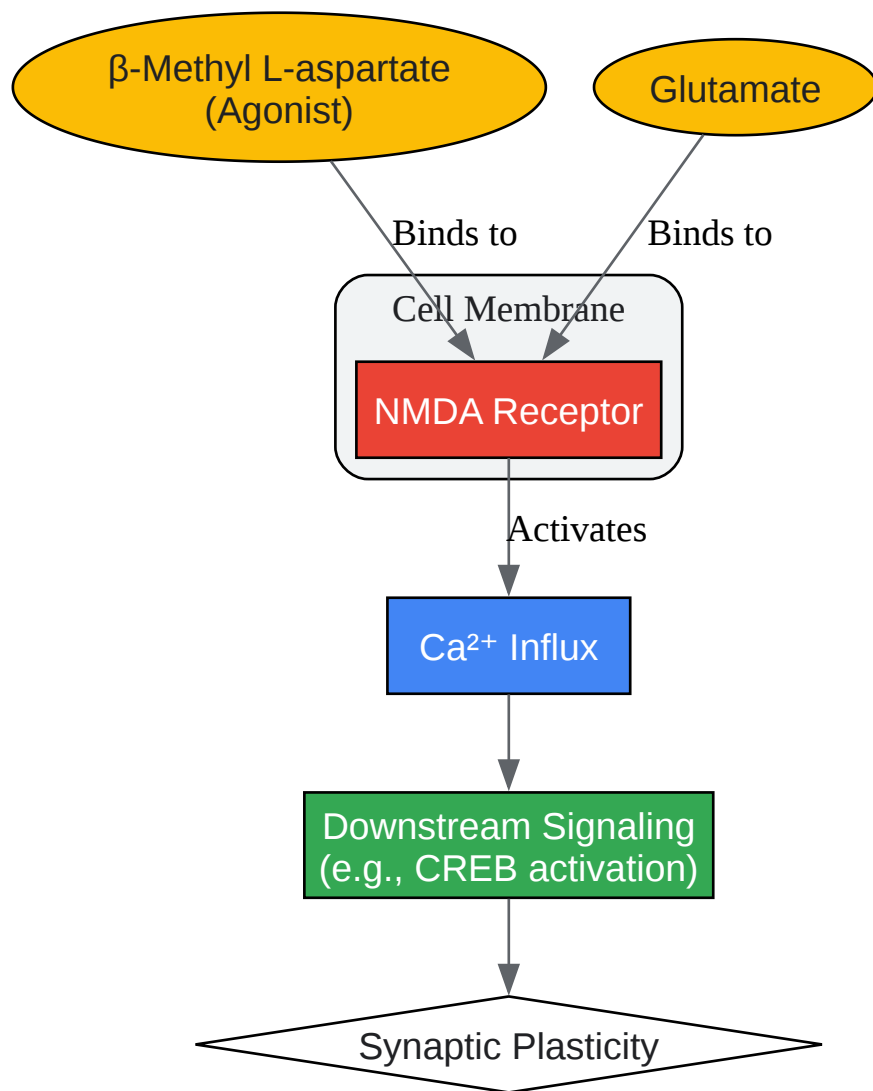 β-Methyl L-aspartate
(Agonist)
Glutamate
Binds to
Binds to
Cell Membrane
NMDA Receptor
Activates
Ca²⁺ Influx
Downstream Signaling
(e.g., CREB activation)
Synaptic Plasticity